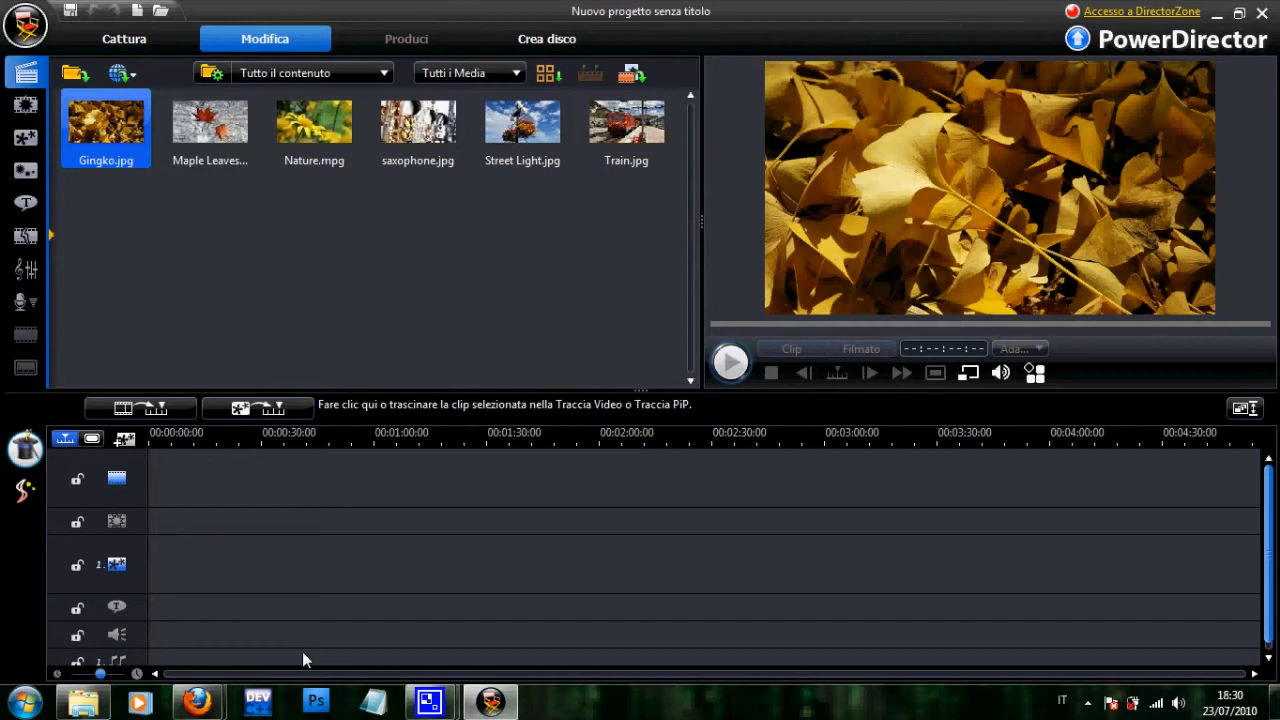 Nuovo progetto senza titolo
Accesso a DirectorZone
Cattura
Modifica
Produci
Crea disco
PowerDirector
Tutto il contenuto
Tutti i Media
Gingko.jpg
Maple Leaves...
Nature.mpg
saxophone.jpg
Street Light.jpg
Train.jpg
Clip
Filmato
--:--:--:--
Ada...
Fare clic qui o trascinare la clip selezionata nella Traccia Video o Traccia PiP.
00:00:00:00
00:00:30:00
00:01:00:00
00:01:30:00
00:02:00:00
00:02:30:00
00:03:00:00
00:03:30:00
00:04:00:00
00:04:30:00
1.
1.
DEV
Ps
IT
18:30
23/07/2010